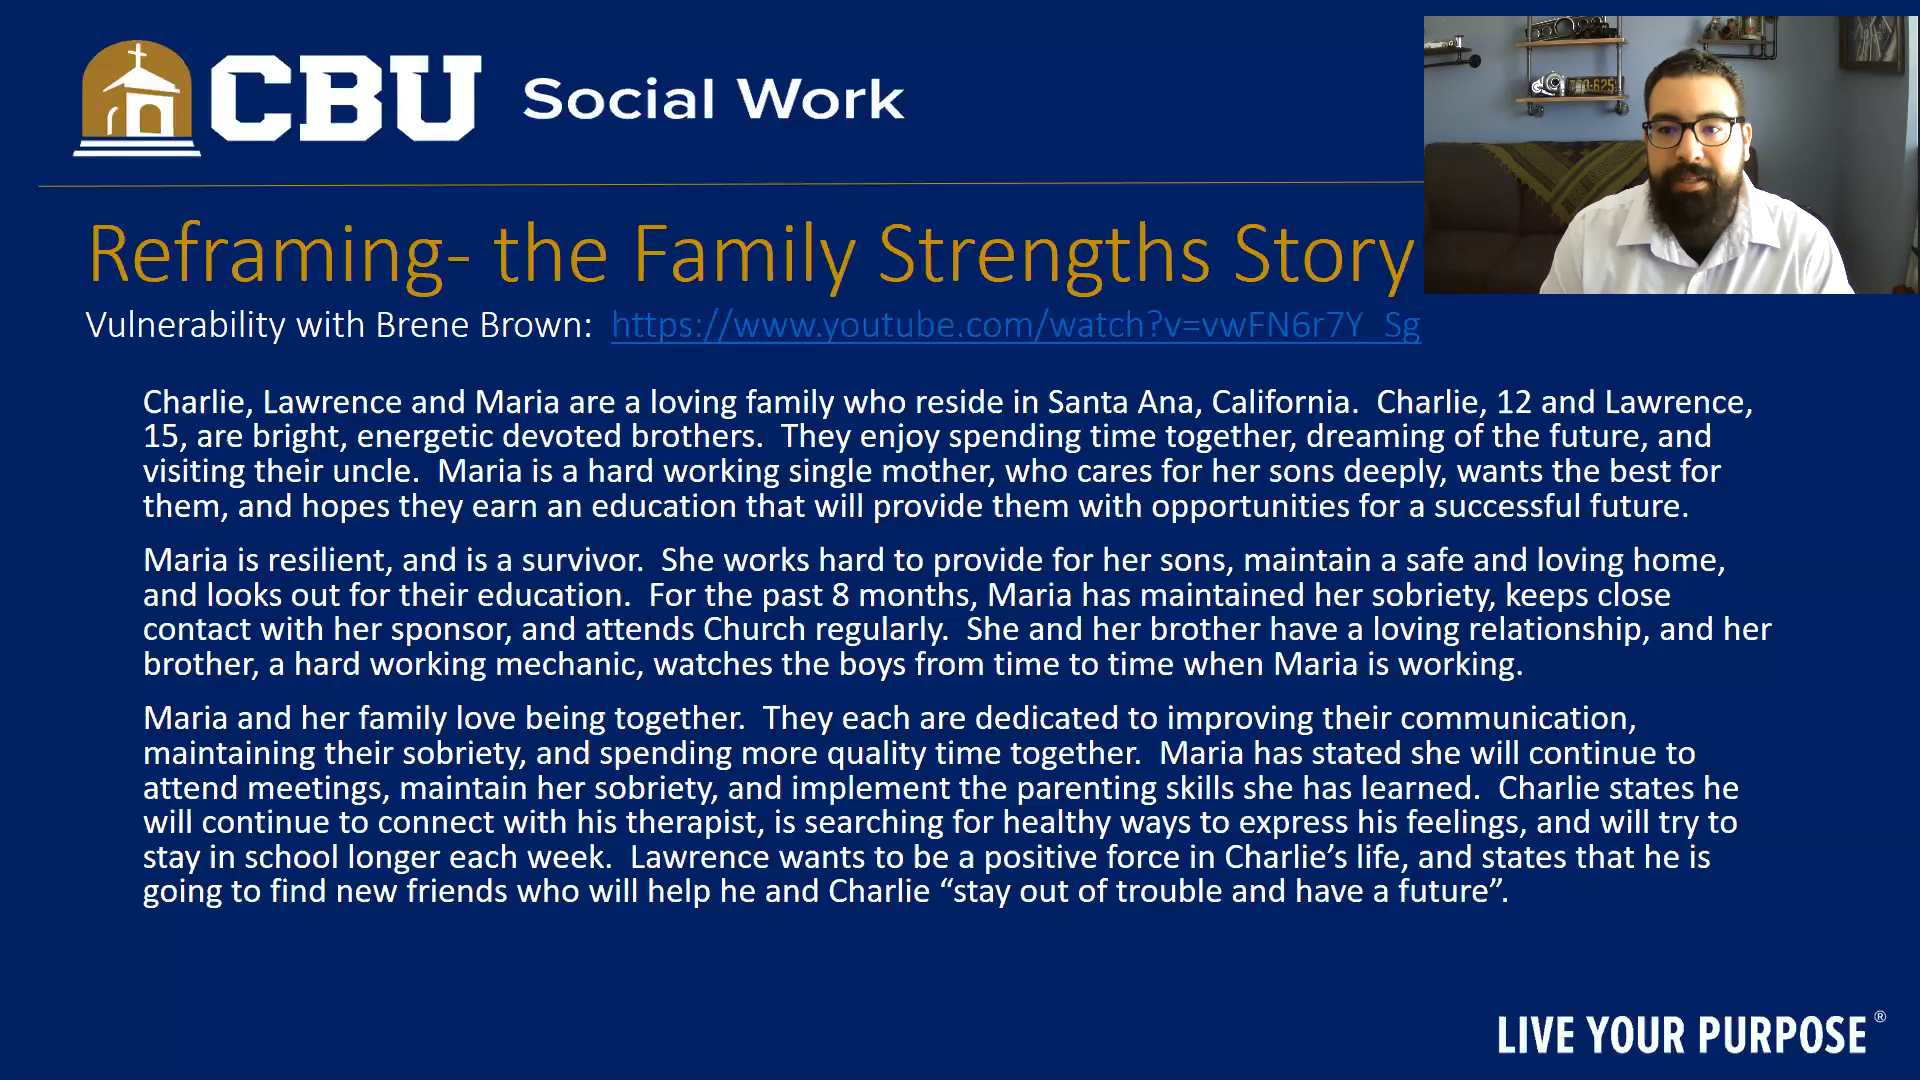 CBU Social Work
Reframing- the Family Strengths Story
Vulnerability with Brene Brown: https://www.youtube.com/watch?v=vwFN6r7Y_Sg
Charlie, Lawrence and Maria are a loving family who reside in Santa Ana, California. Charlie, 12 and Lawrence,
15, are bright, energetic devoted brothers. They enjoy spending time together, dreaming of the future, and
visiting their uncle. Maria is a hard working single mother, who cares for her sons deeply, wants the best for
them, and hopes they earn an education that will provide them with opportunities for a successful future.
Maria is resilient, and is a survivor. She works hard to provide for her sons, maintain a safe and loving home,
and looks out for their education. For the past 8 months, Maria has maintained her sobriety, keeps close
contact with her sponsor, and attends Church regularly. She and her brother have a loving relationship, and her
brother, a hard working mechanic, watches the boys from time to time when Maria is working.
Maria and her family love being together. They each are dedicated to improving their communication,
maintaining their sobriety, and spending more quality time together. Maria has stated she will continue to
attend meetings, maintain her sobriety, and implement the parenting skills she has learned. Charlie states he
will continue to connect with his therapist, is searching for healthy ways to express his feelings, and will try to
stay in school longer each week. Lawrence wants to be a positive force in Charlie’s life, and states that he is
going to find new friends who will help he and Charlie “stay out of trouble and have a future”.
LIVE YOUR PURPOSE®